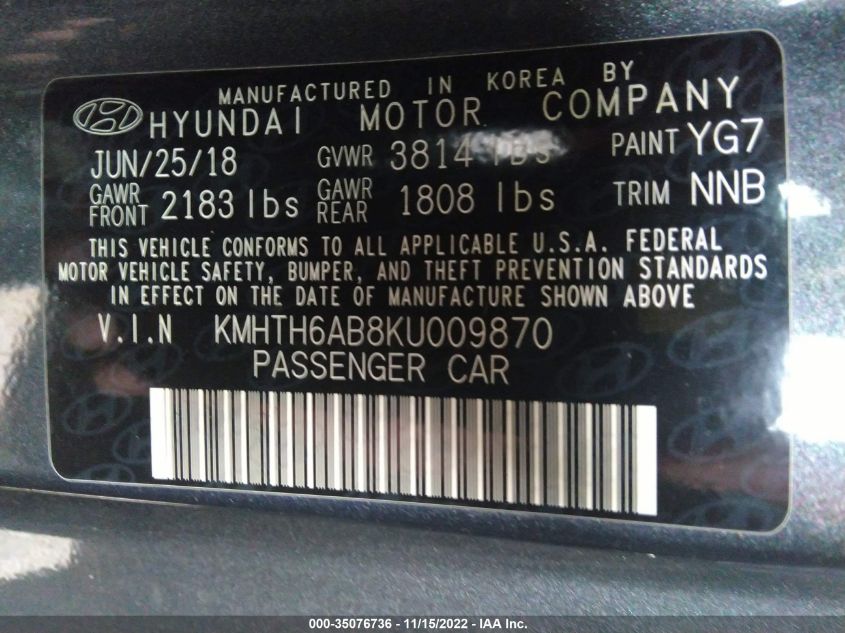 MANUFACTURED IN KOREA BY
HYUNDAI MOTOR COMPANY
JUN/25/18 GVWR 3814 lbs PAINT YG7
GAWR FRONT 2183 lbs GAWR REAR 1808 lbs TRIM NNB
THIS VEHICLE CONFORMS TO ALL APPLICABLE U.S.A. FEDERAL
MOTOR VEHICLE SAFETY, BUMPER, AND THEFT PREVENTION STANDARDS
IN EFFECT ON THE DATE OF MANUFACTURE SHOWN ABOVE
V.I.N KMHTH6AB8KU009870
PASSENGER CAR
000-35076736 - 11/15/2022 - IAA Inc.